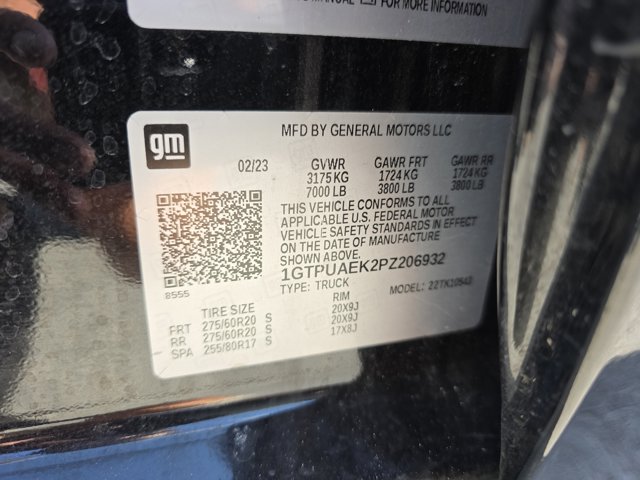 MANUAL FOR MORE INFORMATION
gm
MFD BY GENERAL MOTORS LLC
02/23 GVWR GAWR FRT GAWR RR
3175 KG 1724 KG 1724 KG
7000 LB 3800 LB 3800 LB
THIS VEHICLE CONFORMS TO ALL
APPLICABLE U.S. FEDERAL MOTOR
VEHICLE SAFETY STANDARDS IN EFFECT
ON THE DATE OF MANUFACTURE
SHOWN ABOVE.
1GTPUAEK2PZ206932
TYPE: TRUCK MODEL: 22TK10543
8555
TIRE SIZE RIM
FRT 275/60R20 S 20X9J
RR 275/60R20 S 20X9J
SPA 255/80R17 S 17X8J